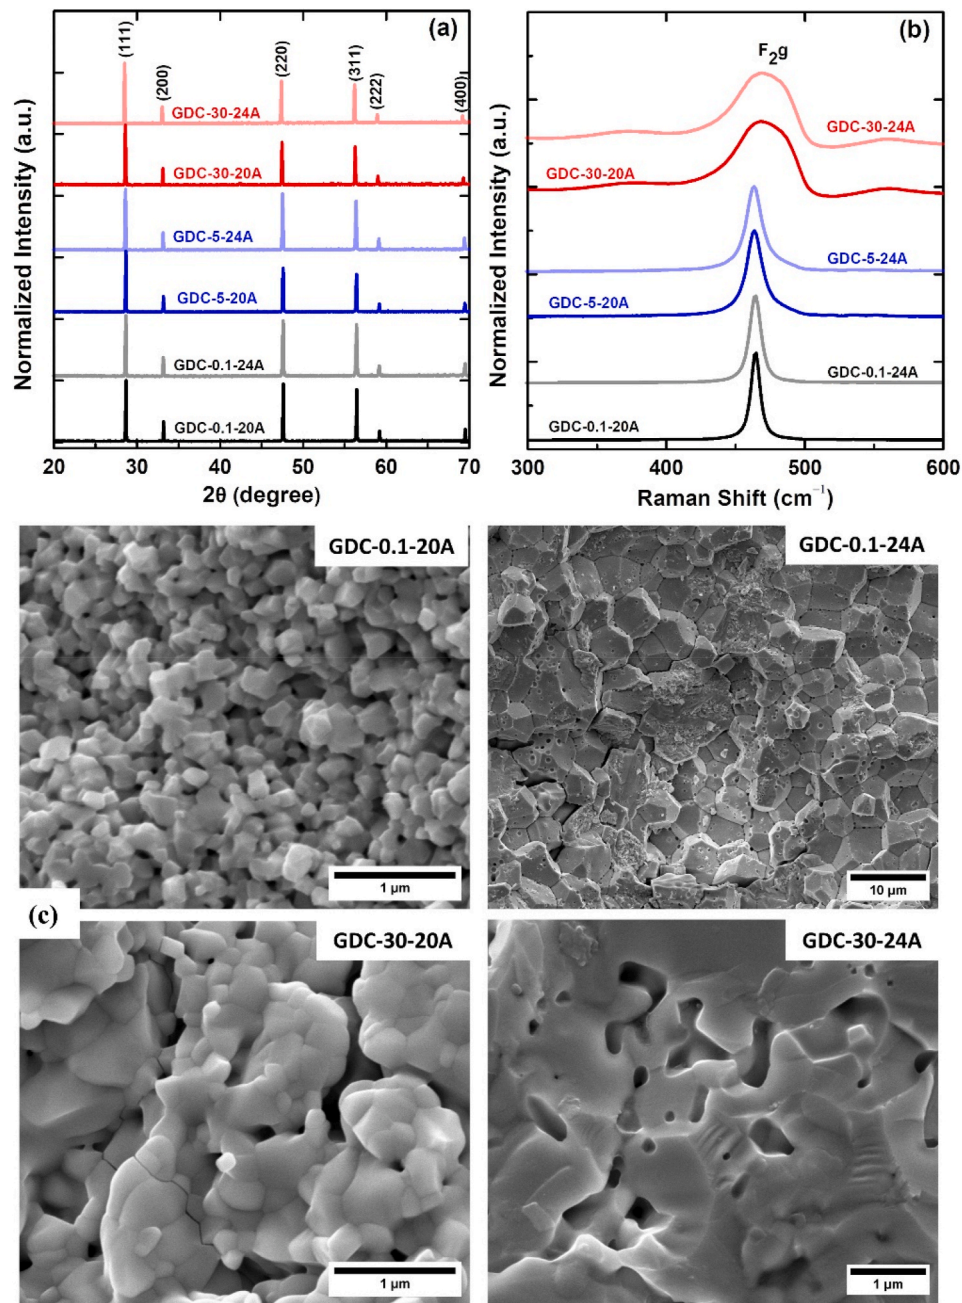 (a)
(111)
(200)
(220)
(311)
(222)
(400)
GDC-30-24A
GDC-30-20A
GDC-5-24A
GDC-5-20A
GDC-0.1-24A
GDC-0.1-20A
Normalized Intensity (a.u.)
20 30 40 50 60 70
2θ (degree)
(b)
F2g
GDC-30-24A
GDC-30-20A
GDC-5-24A
GDC-5-20A
GDC-0.1-24A
GDC-0.1-20A
Normalized Intensity (a.u.)
300 400 500 600
Raman Shift (cm⁻¹)
GDC-0.1-20A
1 µm
GDC-0.1-24A
10 µm
(c)
GDC-30-20A
1 µm
GDC-30-24A
1 µm